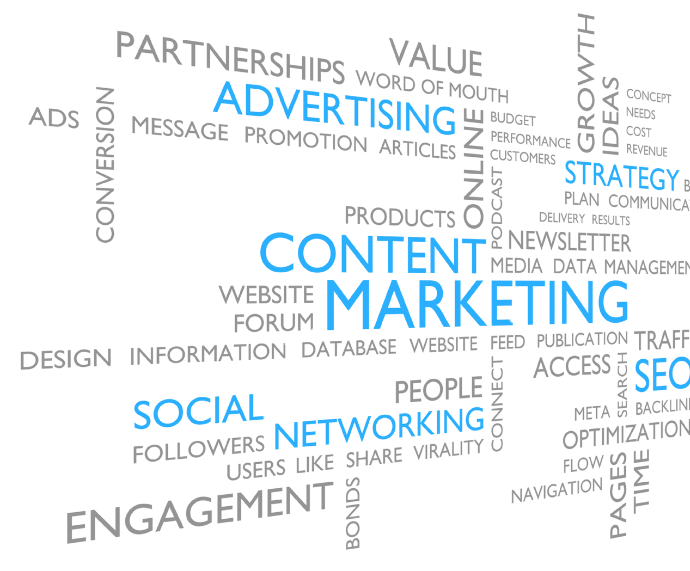 PARTNERSHIPS
VALUE
WORD OF MOUTH
GROWTH
IDEAS
CONCEPT
NEEDS
COST
REVENUE
ADS
CONVERSION
ADVERTISING
ONLINE
BUDGET
PERFORMANCE
CUSTOMERS
MESSAGE PROMOTION ARTICLES
PODCAST
STRATEGY B
PLAN COMMUNICA
DELIVERY RESULTS
PRODUCTS
NEWSLETTER
CONTENT
MEDIA DATA MANAGEMEN
WEBSITE
MARKETING
FORUM
DESIGN INFORMATION DATABASE WEBSITE FEED PUBLICATION
TRAFF
ACCESS
SEARCH
SEO
PEOPLE
CONNECT
SOCIAL
NETWORKING
META
BACKLIN
FOLLOWERS
OPTIMIZATION
USERS LIKE SHARE VIRALITY
FLOW
NAVIGATION
PAGES
TIME
ENGAGEMENT
BONDS